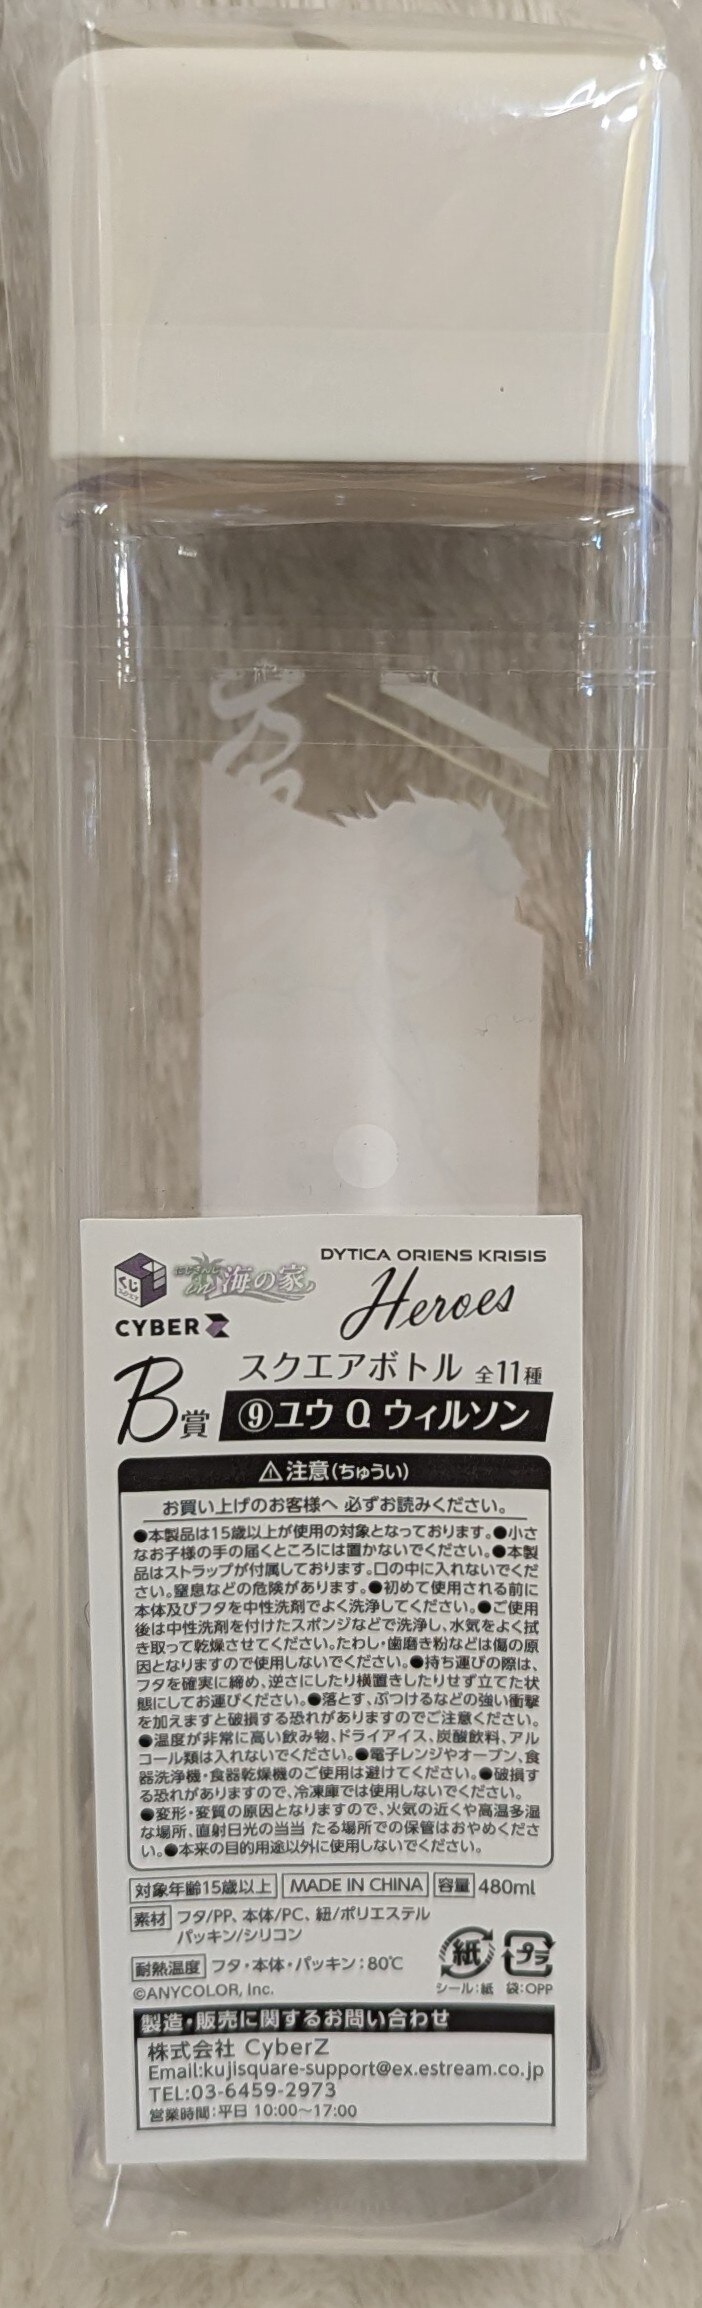 くじ
スクエア
CYBER Z
にじさんじ
海の家
DYTICA ORIENS KRISIS
Heroes
B賞
スクエアボトル 全11種
⑨ユウ Q ウィルソン
⚠注意(ちゅうい)
お買い上げのお客様へ 必ずお読みください。
●本製品は15歳以上が使用の対象となっております。●小さ
なお子様の手の届くところには置かないでください。●本製
品はストラップが付属しております。口の中に入れないでくだ
さい。窒息などの危険があります。●初めて使用される前に
本体及びフタを中性洗剤でよく洗浄してください。●ご使用
後は中性洗剤を付けたスポンジなどで洗浄し、水気をよく拭
き取って乾燥させてください。たわし・歯磨き粉などは傷の原
因となりますので使用しないでください。●持ち運びの際は、
フタを確実に締め、逆さにしたり横置きしたりせず立てた状
態にしてお運びください。●落とす、ぶつけるなどの強い衝撃
を加えますと破損する恐れがありますのでご注意ください。
●温度が非常に高い飲み物、ドライアイス、炭酸飲料、アル
コール類は入れないでください。●電子レンジやオーブン、食
器洗浄機・食器乾燥機のご使用は避けてください。●破損す
る恐れがありますので、冷凍庫では使用しないでください。
●変形・変質の原因となりますので、火気の近くや高温多湿
な場所、直射日光の当当 たる場所での保管はおやめくださ
い。●本来の目的用途以外に使用しないでください。
対象年齢15歳以上 MADE IN CHINA 容量 480ml
素材 フタ/PP、本体/PC、紐/ポリエステル
パッキン/シリコン
耐熱温度 フタ・本体・パッキン:80℃
©ANYCOLOR, Inc.
紙 プラ
シール:紙 袋:OPP
製造・販売に関するお問い合わせ
株式会社 CyberZ
Email:kujisquare-support@ex.estream.co.jp
TEL:03-6459-2973
営業時間:平日 10:00～17:00